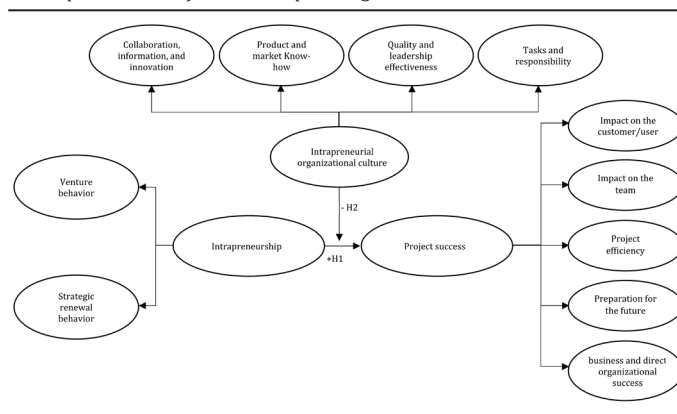 Collaboration,
information, and
innovation
Product and
market Know-
how
Quality and
leadership
effectiveness
Tasks and
responsibility
Intrapreneurial
organizational culture
Impact on the
customer/user
Venture
behavior
Impact on the
team
- H2
Intrapreneurship
+H1
Project success
Project
efficiency
Strategic
renewal
behavior
Preparation for
the future
business and direct
organizational
success